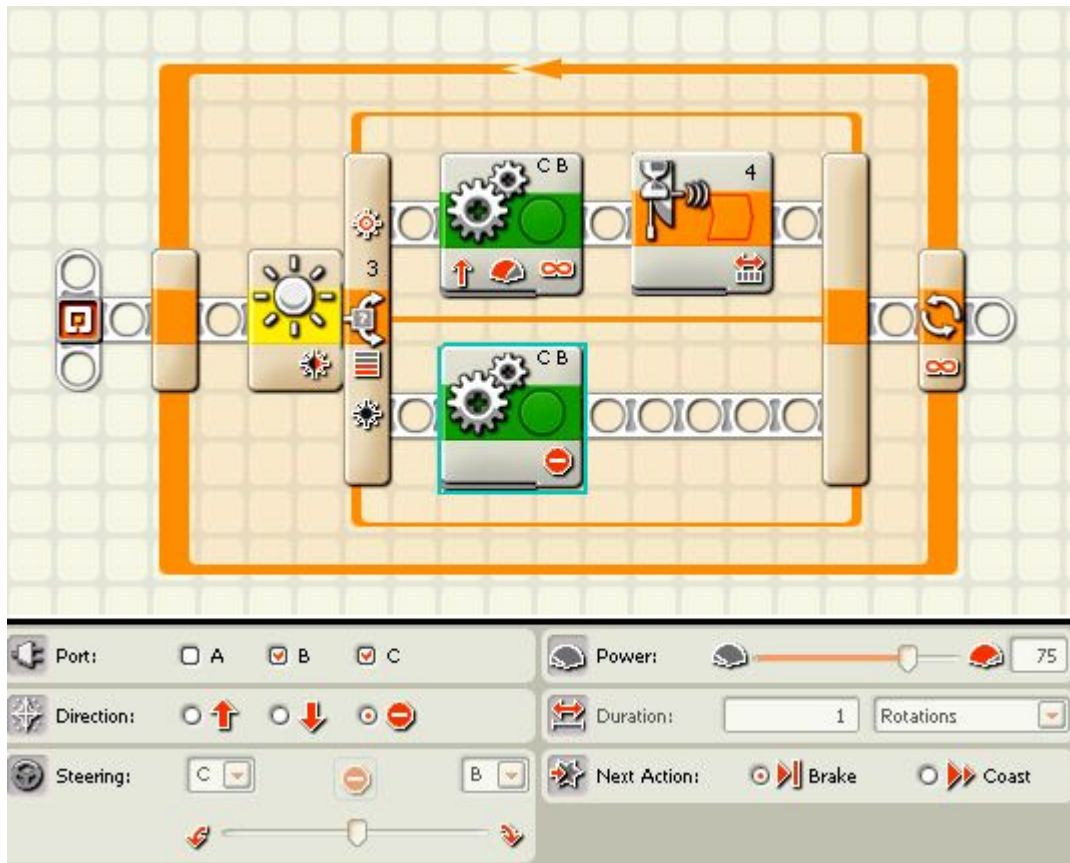 C B
4
3
C B
Port: A B C
Power: 75
Direction:
Duration: 1 Rotations
Steering: C B
Next Action: Brake Coast